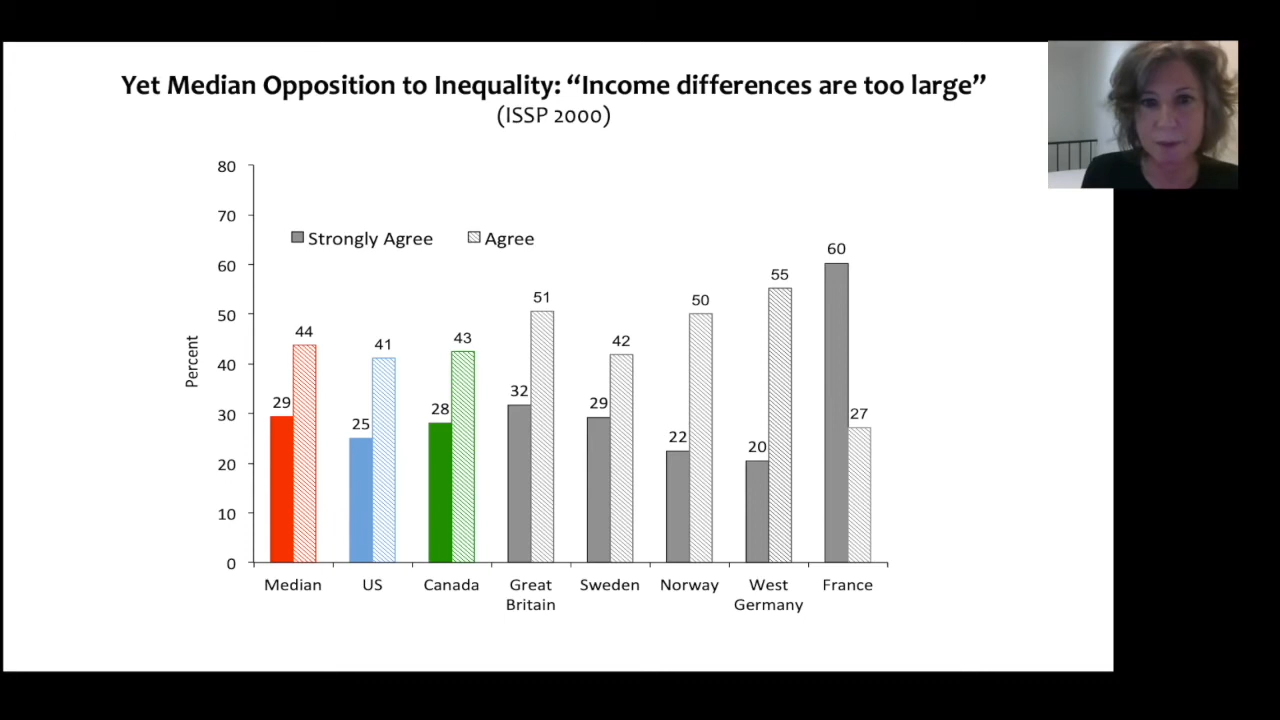 Yet Median Opposition to Inequality: “Income differences are too large”
(ISSP 2000)
80
70
60
50
40
30
20
10
0
Percent
Strongly Agree
Agree
29
44
25
41
28
43
32
51
29
42
22
50
20
55
60
27
Median
US
Canada
Great
Britain
Sweden
Norway
West
Germany
France